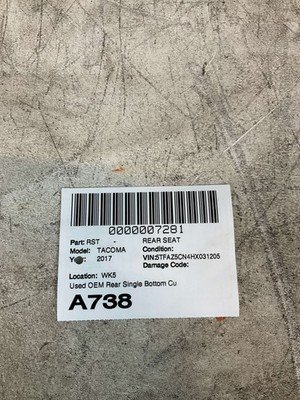 0000007281
Part: RST - REAR SEAT
Model: TACOMA Condition:
2017 VIN:5TFAZ5CN4HX031205
Damage Code:
Location: WK5
Used OEM Rear Single Bottom Cu
A738